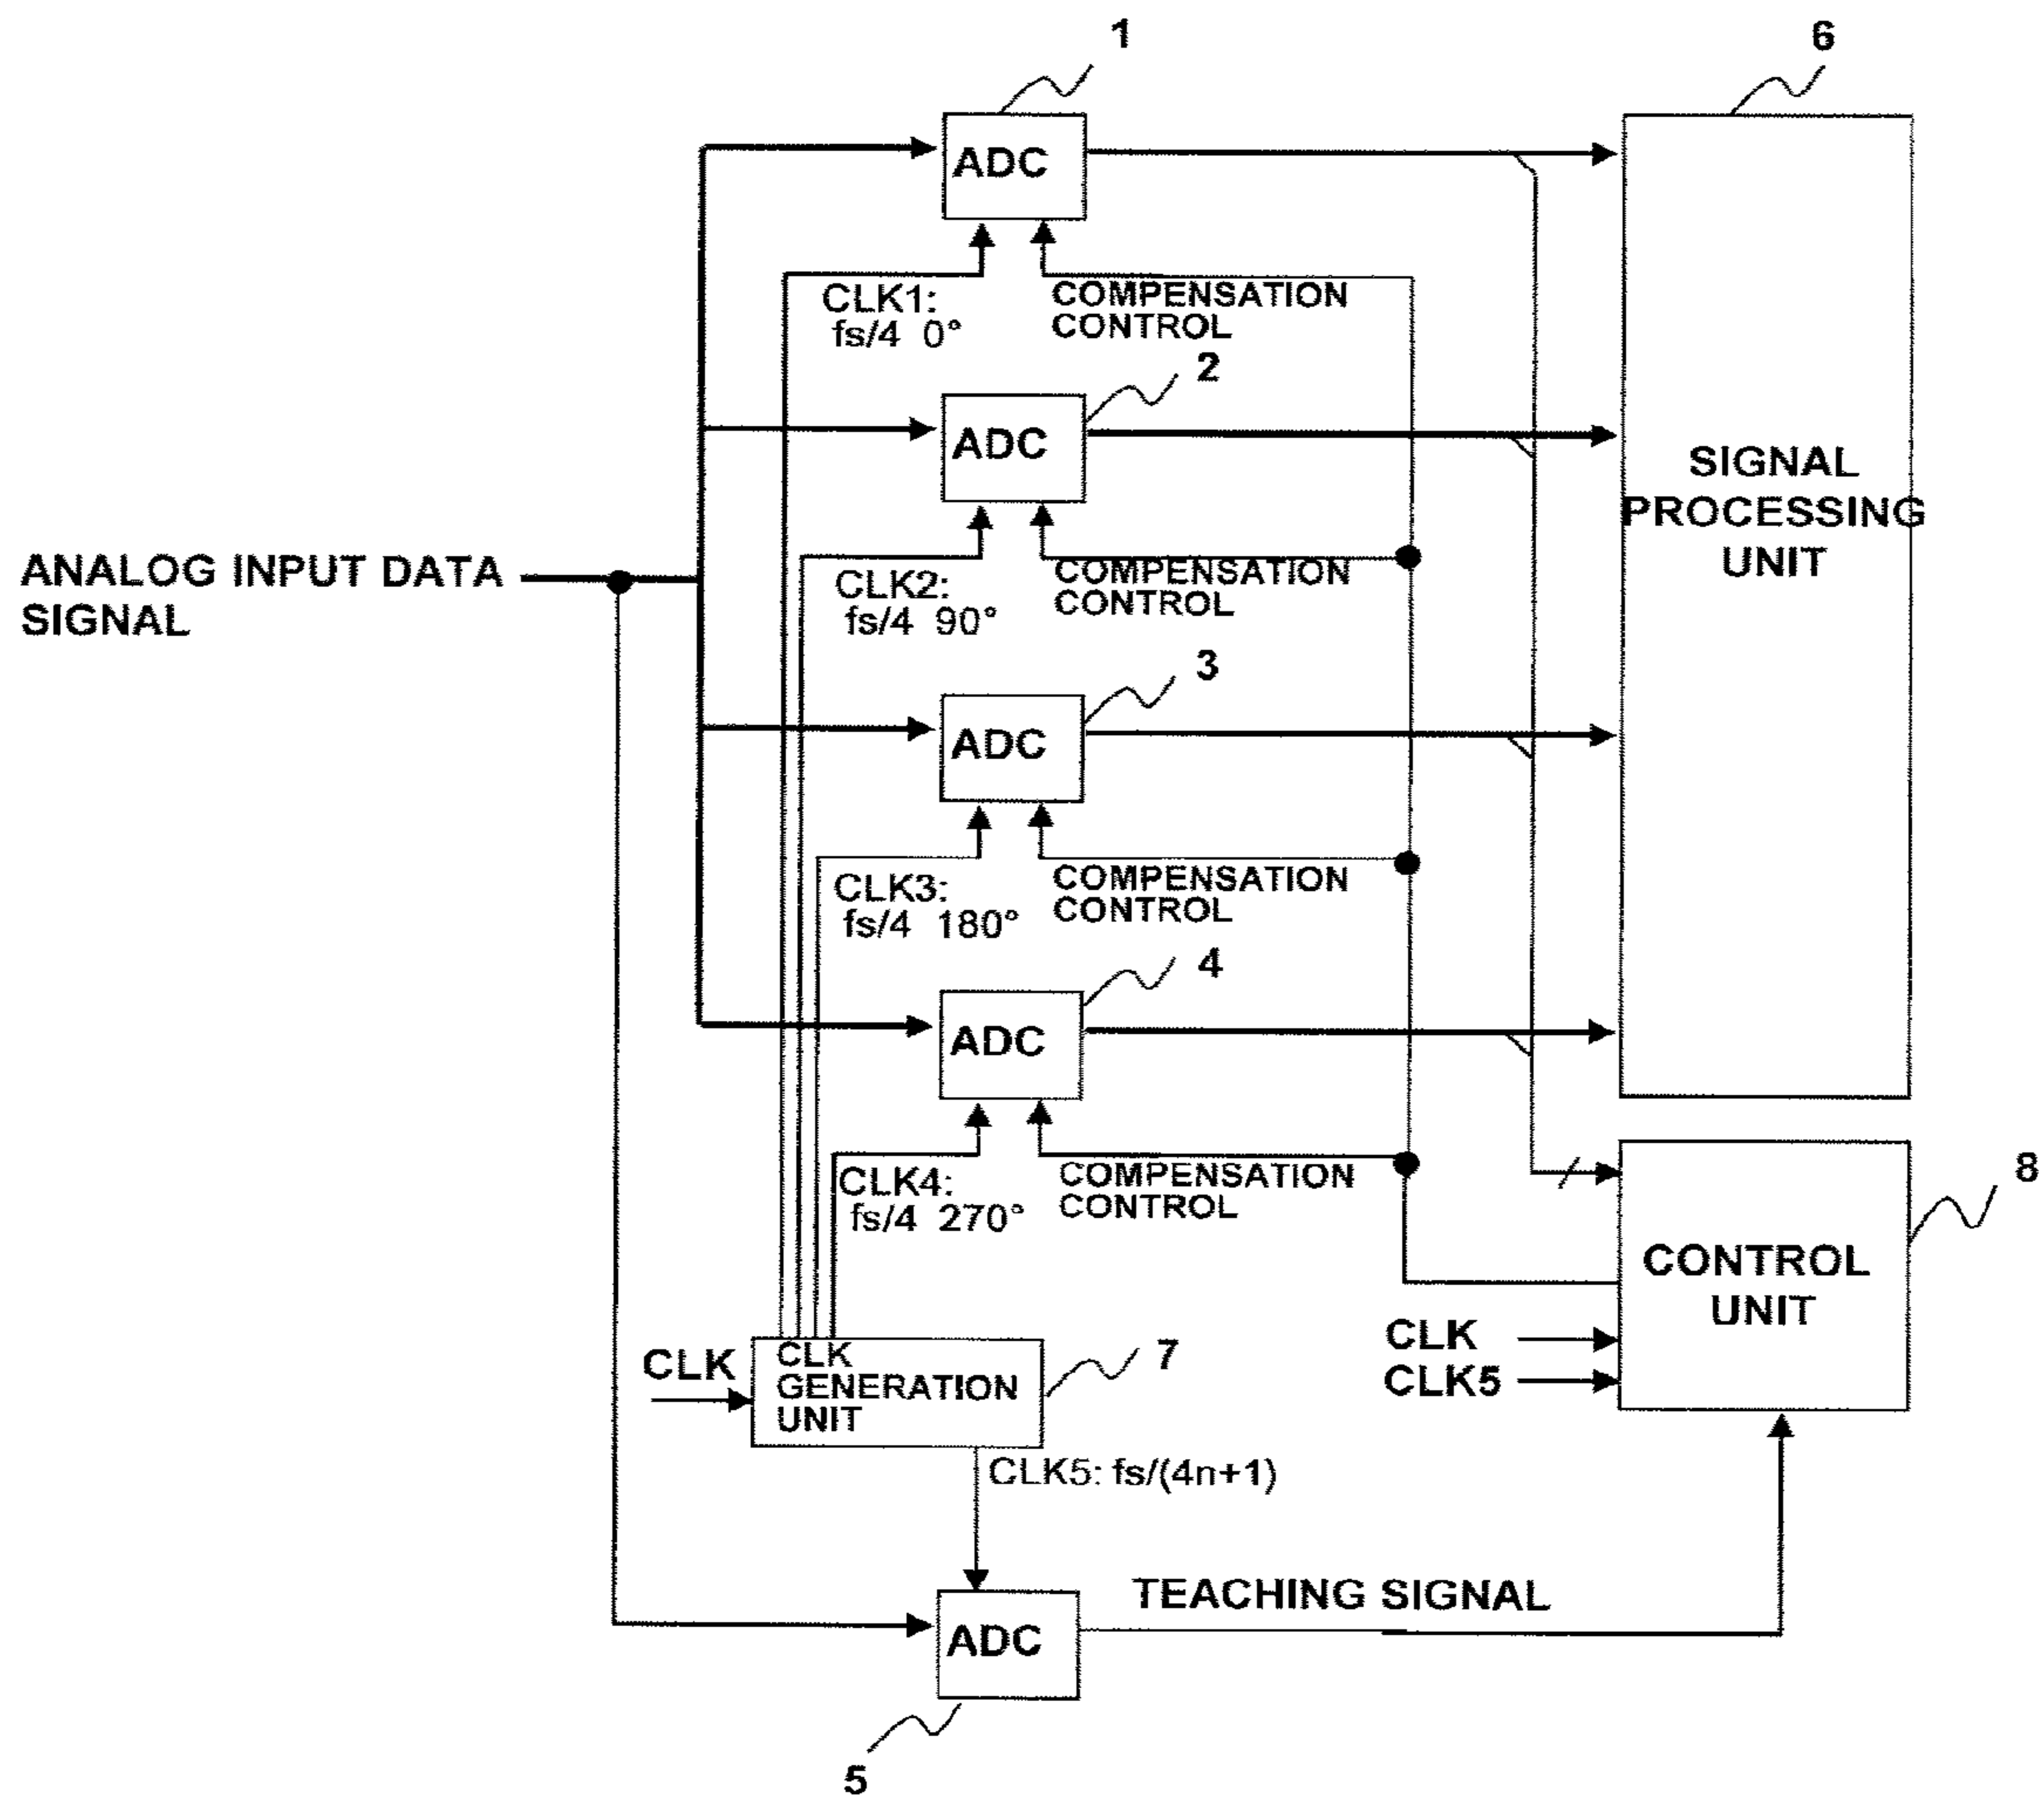 1
6
ADC
CLK1:
fs/4 0°
COMPENSATION
CONTROL
2
ADC
SIGNAL
PROCESSING
UNIT
ANALOG INPUT DATA
SIGNAL
CLK2:
fs/4 90°
COMPENSATION
CONTROL
3
ADC
CLK3:
fs/4 180°
COMPENSATION
CONTROL
4
ADC
CLK4:
fs/4 270°
COMPENSATION
CONTROL
8
CONTROL
UNIT
CLK
CLK5
CLK
CLK
GENERATION
UNIT
7
CLK5: fs/(4n+1)
TEACHING SIGNAL
ADC
5